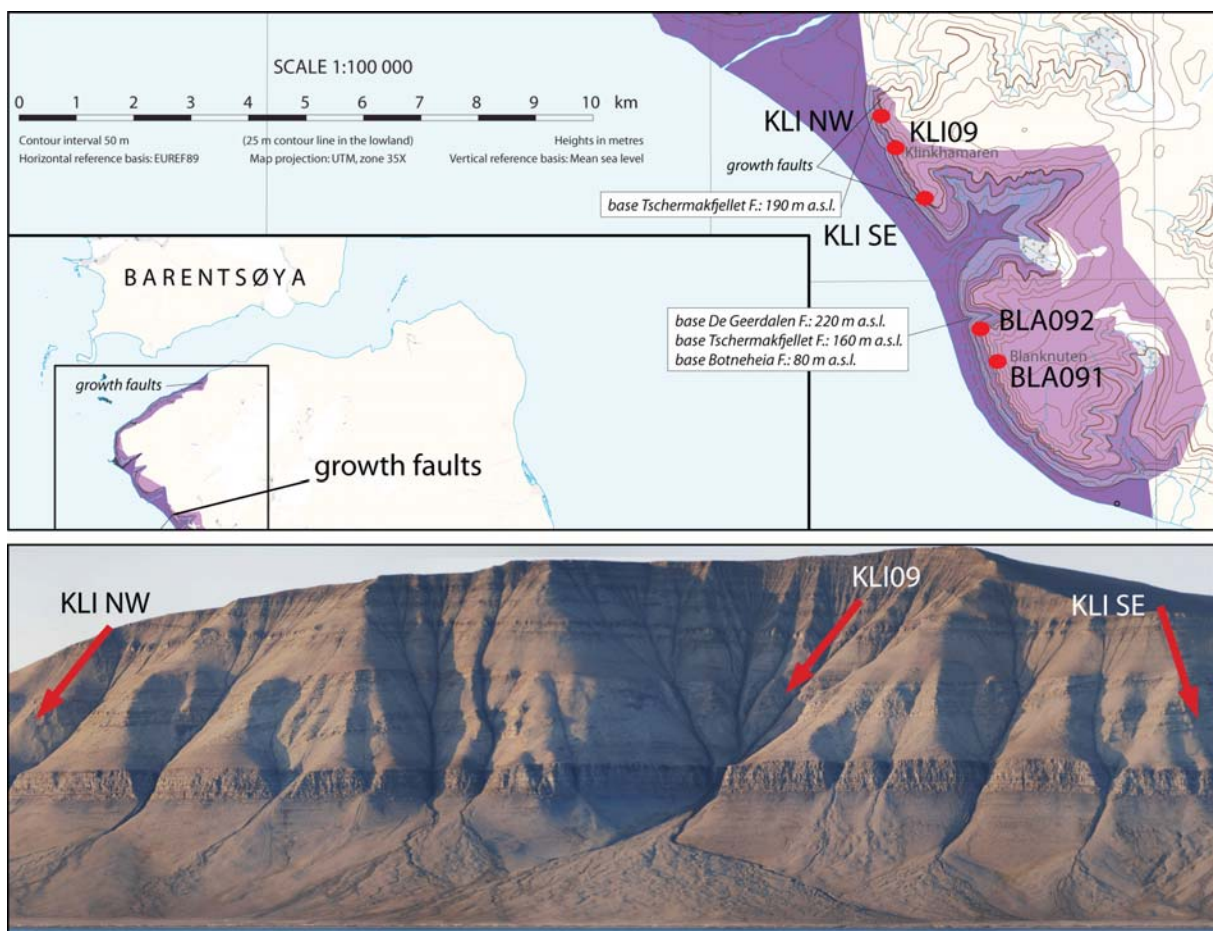 SCALE 1:100 000
0 1 2 3 4 5 6 7 8 9 10 km
Contour interval 50 m (25 m contour line in the lowland) Heights in metres
Horizontal reference basis: EUREF89 Map projection: UTM, zone 35X Vertical reference basis: Mean sea level
KLI NW
KLI09
Klinkhamaren
growth faults
base Tschermakfjellet F.: 190 m a.s.l.
KLI SE
base De Geerdalen F.: 220 m a.s.l.
base Tschermakfjellet F.: 160 m a.s.l.
base Botneheia F.: 80 m a.s.l.
BLA092
Blanknuten
BLA091
BARENTSØYA
growth faults
growth faults
KLI NW
KLI09
KLI SE